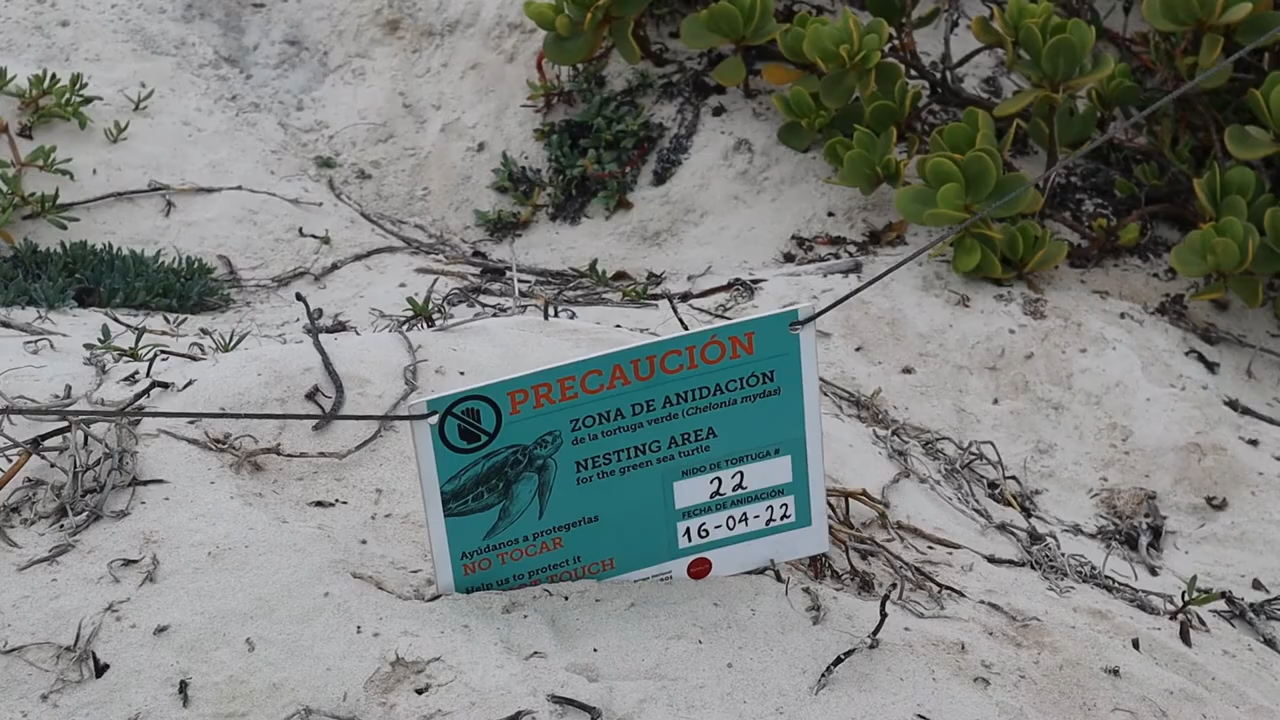 PRECAUCIÓN
ZONA DE ANIDACIÓN
de la tortuga verde (Chelonia mydas)
NESTING AREA
for the green sea turtle
NIDO DE TORTUGA #
22
FECHA DE ANIDACIÓN
16-04-22
Ayúdanos a protegerlas
NO TOCAR
Help us to protect it
TOUCH